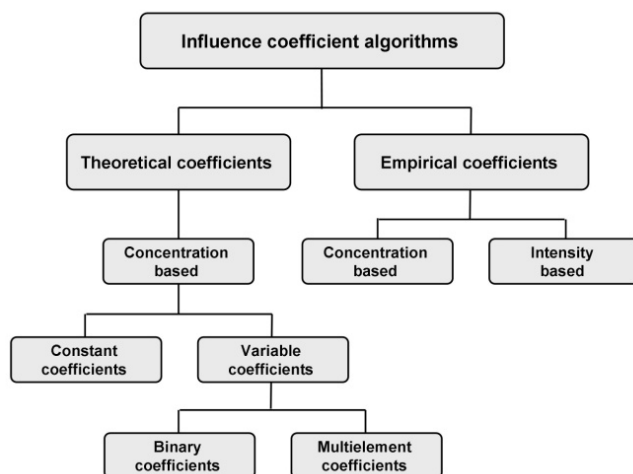 Influence coefficient algorithms
Theoretical coefficients
Empirical coefficients
Concentration
based
Concentration
based
Intensity
based
Constant
coefficients
Variable
coefficients
Binary
coefficients
Multielement
coefficients